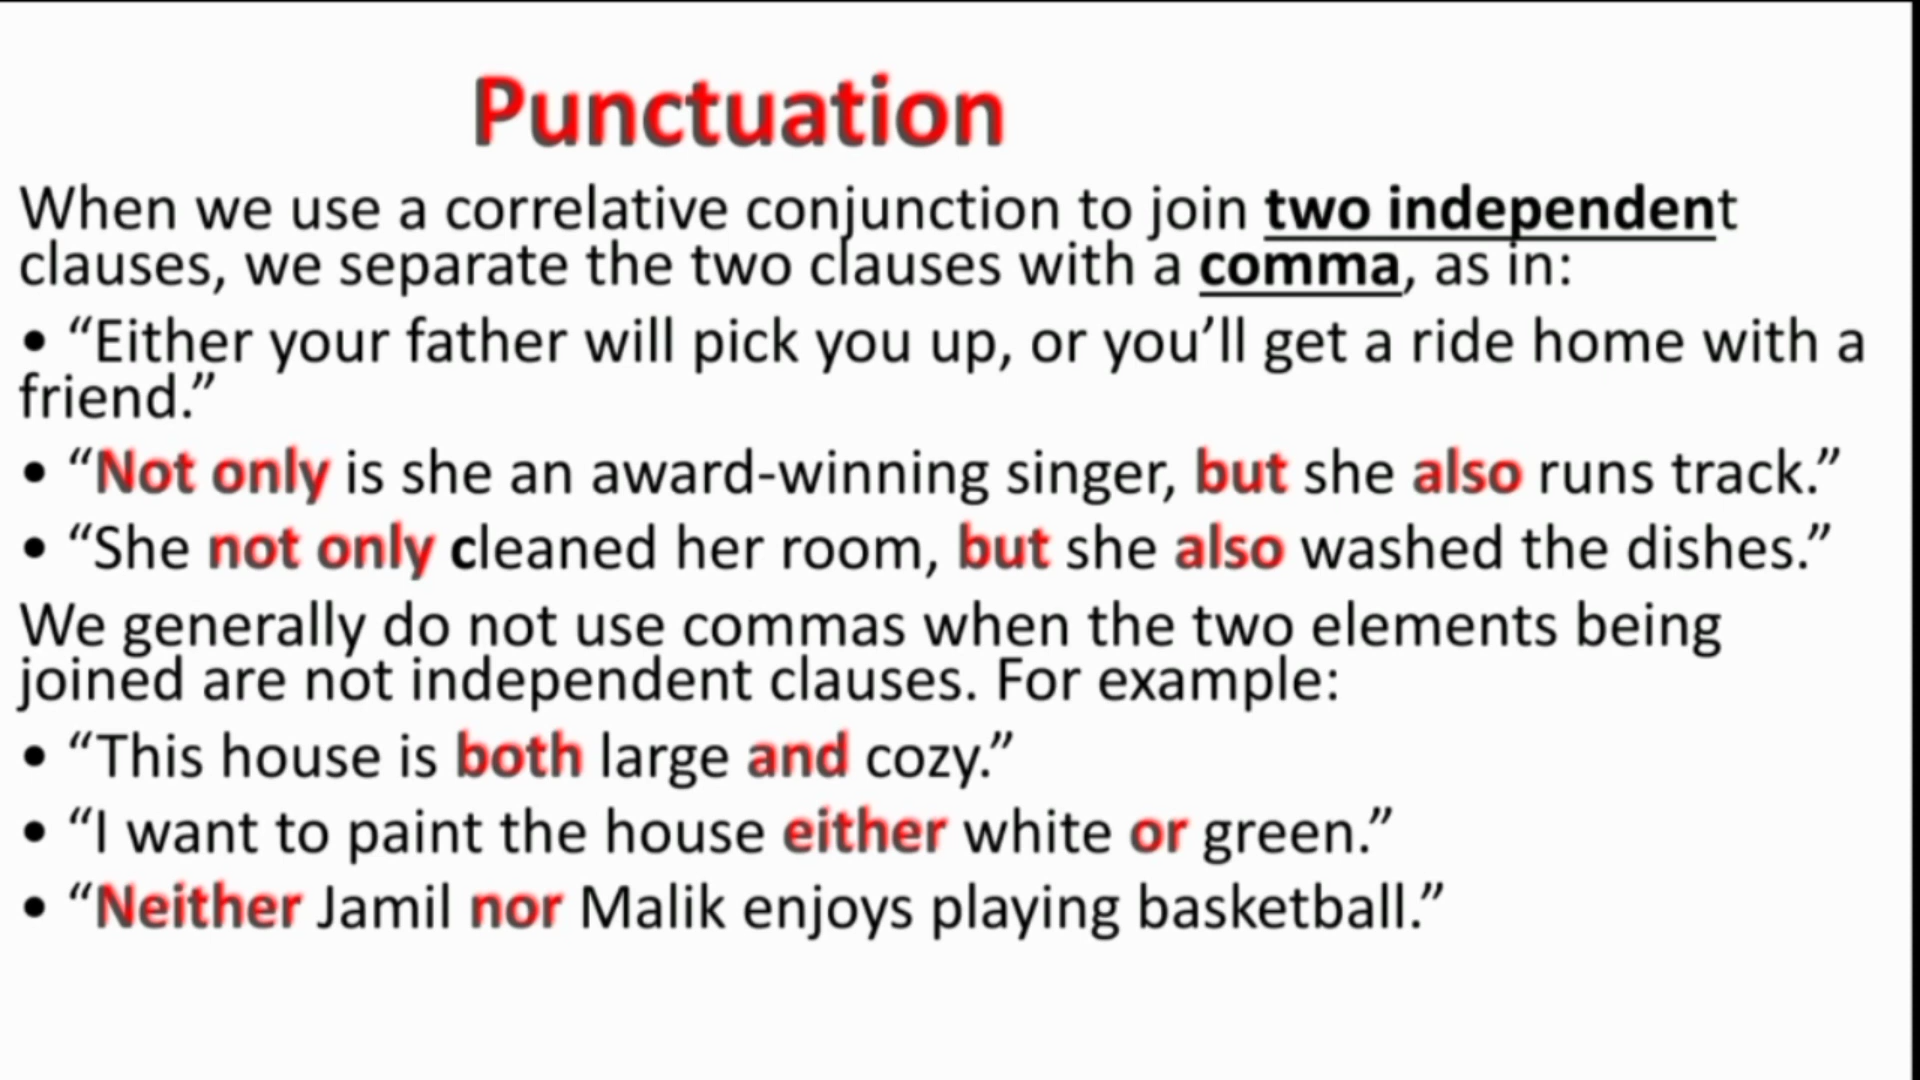 Punctuation
When we use a correlative conjunction to join two independent
clauses, we separate the two clauses with a comma, as in:
• “Either your father will pick you up, or you’ll get a ride home with a
friend.”
• “Not only is she an award-winning singer, but she also runs track.”
• “She not only cleaned her room, but she also washed the dishes.”
We generally do not use commas when the two elements being
joined are not independent clauses. For example:
• “This house is both large and cozy.”
• “I want to paint the house either white or green.”
• “Neither Jamil nor Malik enjoys playing basketball.”